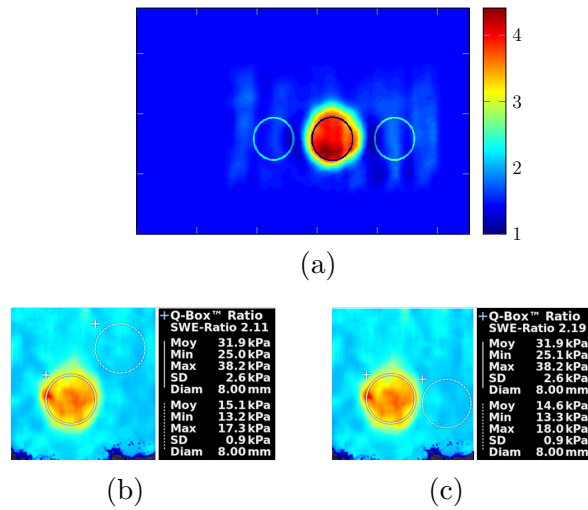 4
3
2
1
(a)
Q-Box™ Ratio
SWE-Ratio 2.11
Moy 31.9 kPa
Min 25.0 kPa
Max 38.2 kPa
SD 2.6 kPa
Diam 8.00 mm
Moy 15.1 kPa
Min 13.2 kPa
Max 17.3 kPa
SD 0.9 kPa
Diam 8.00 mm
(b)
Q-Box™ Ratio
SWE-Ratio 2.19
Moy 31.9 kPa
Min 25.1 kPa
Max 38.2 kPa
SD 2.6 kPa
Diam 8.00 mm
Moy 14.6 kPa
Min 13.3 kPa
Max 18.0 kPa
SD 0.9 kPa
Diam 8.00 mm
(c)